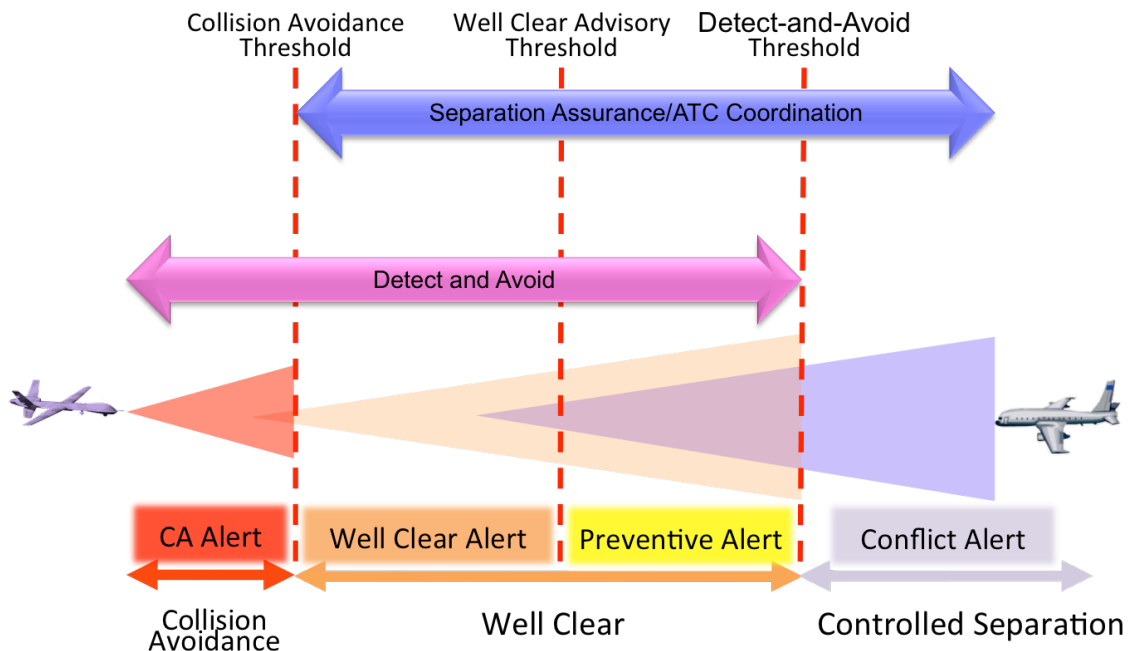 Collision Avoidance
Threshold
Well Clear Advisory
Threshold
Detect-and-Avoid
Threshold
Separation Assurance/ATC Coordination
Detect and Avoid
CA Alert
Well Clear Alert
Preventive Alert
Conflict Alert
Collision
Avoidance
Well Clear
Controlled Separation